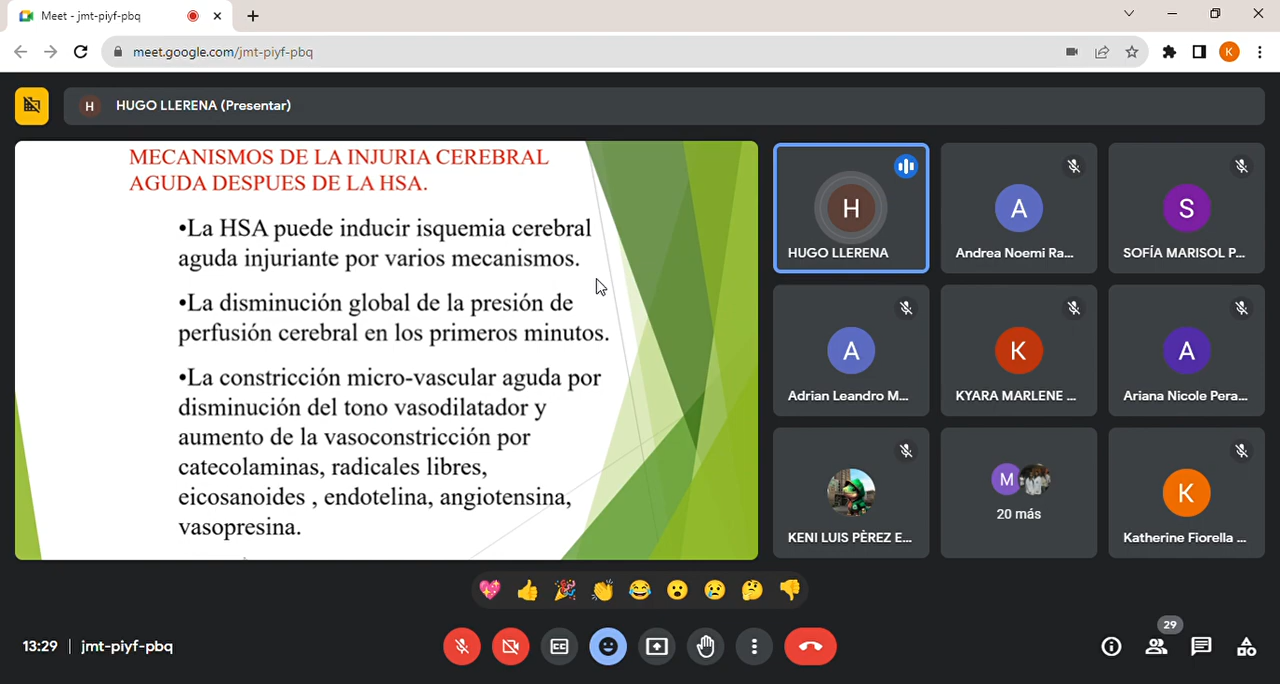 Meet - jmt-piyf-pbq
meet.google.com/jmt-piyf-pbq
K
H
HUGO LLERENA (Presentar)
MECANISMOS DE LA INJURIA CEREBRAL
AGUDA DESPUES DE LA HSA.
•La HSA puede inducir isquemia cerebral
aguda injuriante por varios mecanismos.
•La disminución global de la presión de
perfusión cerebral en los primeros minutos.
•La constricción micro-vascular aguda por
disminución del tono vasodilatador y
aumento de la vasoconstricción por
catecolaminas, radicales libres,
eicosanoides , endotelina, angiotensina,
vasopresina.
H
HUGO LLERENA
A
Andrea Noemi Ra...
S
SOFÍA MARISOL P...
A
Adrian Leandro M...
K
KYARA MARLENE ...
A
Ariana Nicole Pera...
KENI LUIS PÈREZ E...
M
20 más
K
Katherine Fiorella ...
13:29
jmt-piyf-pbq
29